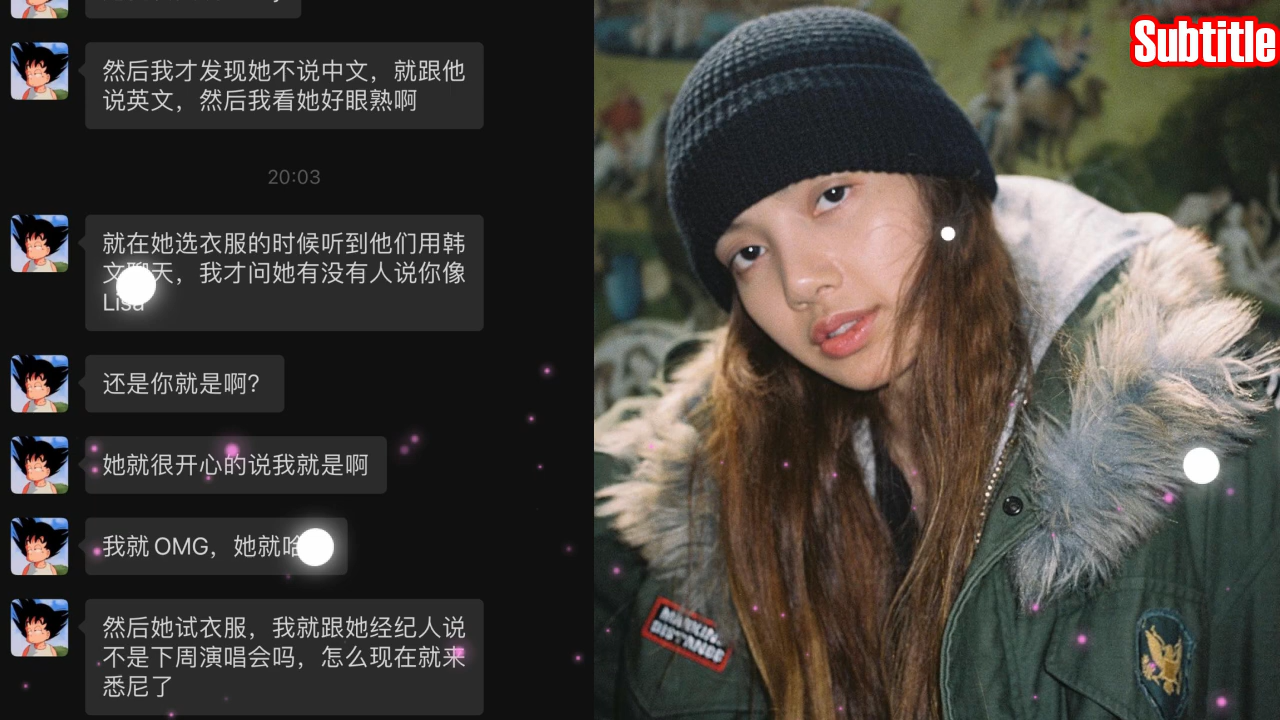 然后我才发现她不说中文，就跟他
说英文，然后我看她好眼熟啊
20:03
就在她选衣服的时候听到他们用韩
文聊天，我才问她有没有人说你像
Lisa
还是你就是啊?
她就很开心的说我就是啊
我就OMG，她就哈
然后她试衣服，我就跟她经纪人说
不是下周演唱会吗，怎么现在就来
悉尼了
Subtitle